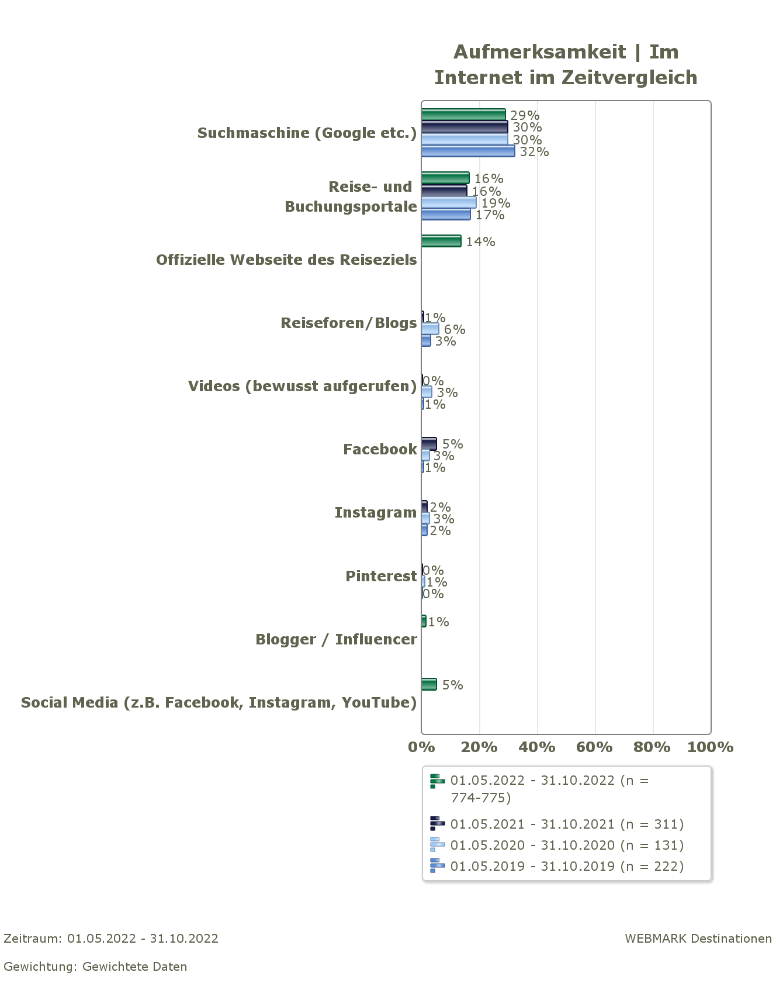 Aufmerksamkeit | Im
Internet im Zeitvergleich
Suchmaschine (Google etc.)
29%
30%
30%
32%
Reise- und
Buchungsportale
16%
16%
19%
17%
Offizielle Webseite des Reiseziels
14%
Reiseforen/Blogs
1%
6%
3%
Videos (bewusst aufgerufen)
0%
3%
1%
Facebook
5%
3%
1%
Instagram
2%
3%
2%
Pinterest
0%
1%
0%
Blogger / Influencer
1%
Social Media (z.B. Facebook, Instagram, YouTube)
5%
0% 20% 40% 60% 80% 100%
01.05.2022 - 31.10.2022 (n =
774-775)
01.05.2021 - 31.10.2021 (n = 311)
01.05.2020 - 31.10.2020 (n = 131)
01.05.2019 - 31.10.2019 (n = 222)
Zeitraum: 01.05.2022 - 31.10.2022
WEBMARK Destinationen
Gewichtung: Gewichtete Daten